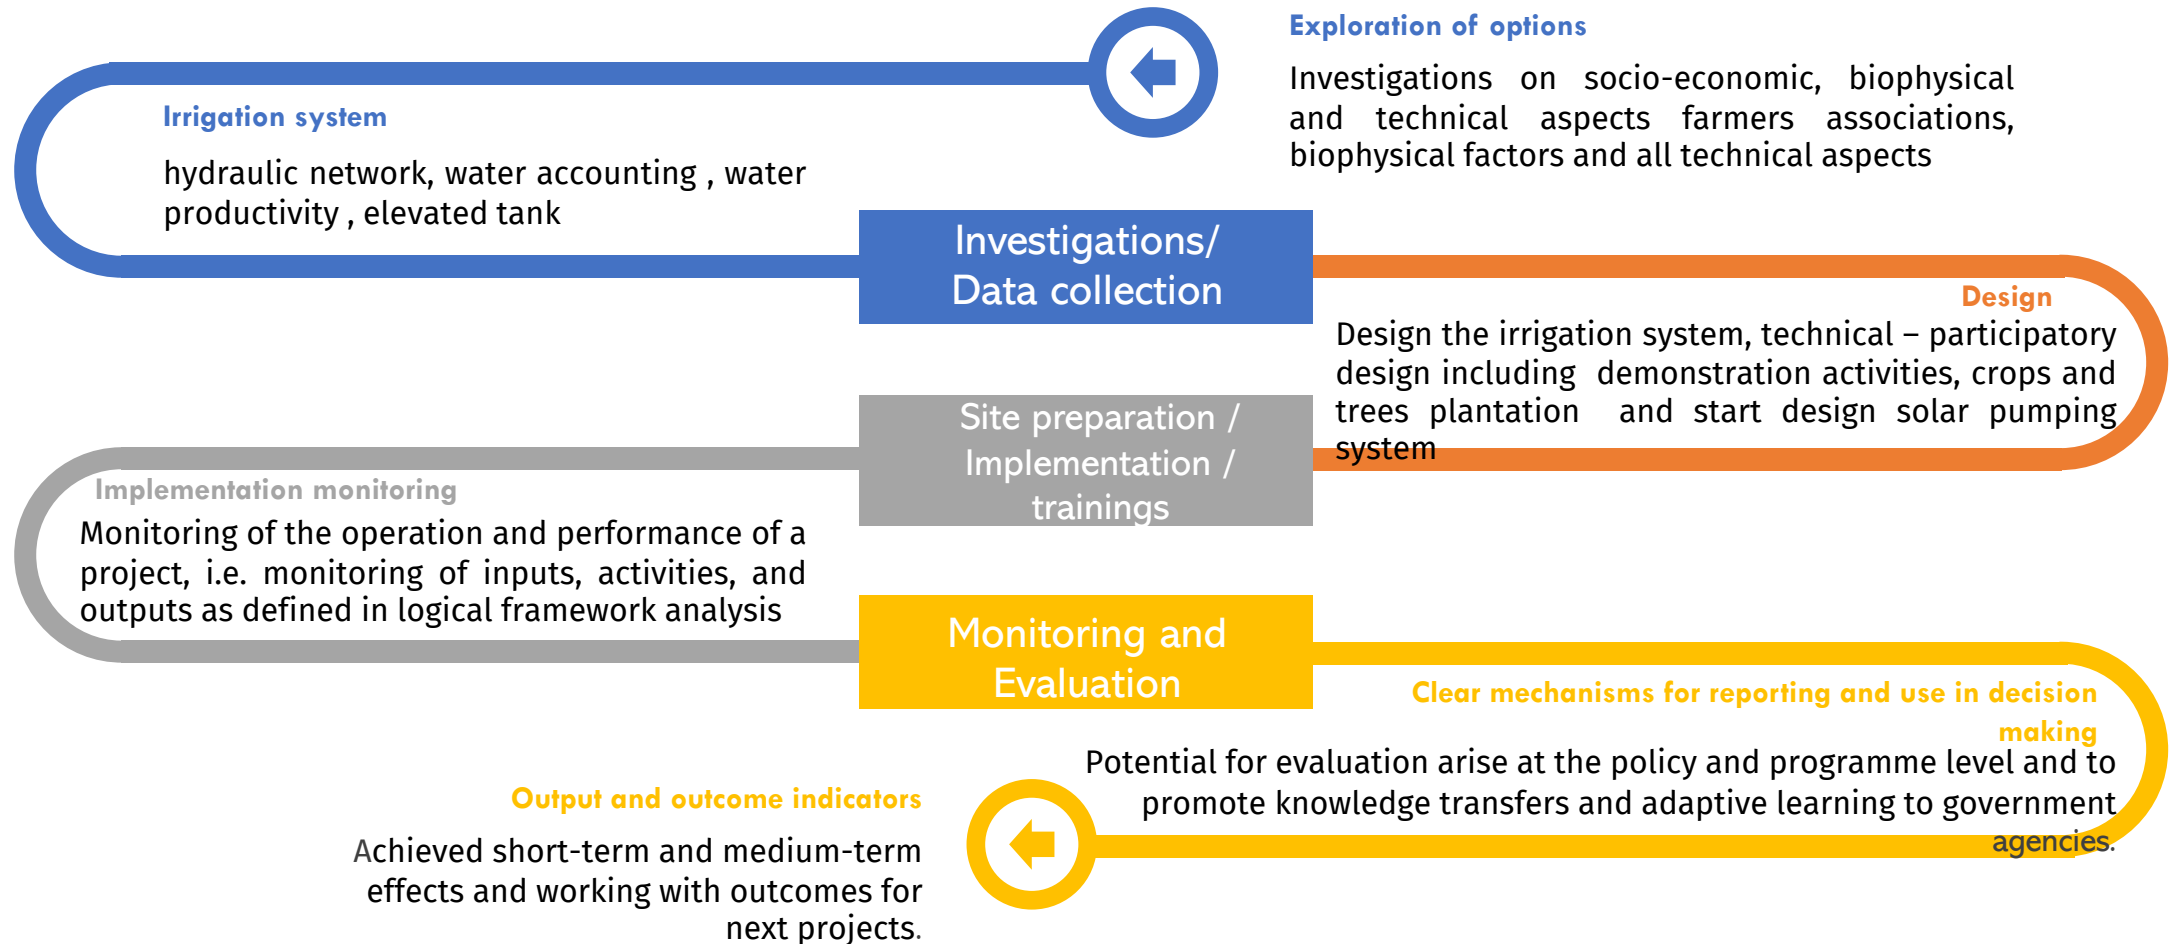 Exploration of options
Investigations on socio-economic, biophysical
and technical aspects farmers associations,
biophysical factors and all technical aspects
Irrigation system
hydraulic network, water accounting , water
productivity , elevated tank
Investigations/
Data collection
Design
Design the irrigation system, technical – participatory
design including demonstration activities, crops and
trees plantation and start design solar pumping
system
Site preparation /
Implementation /
trainings
Implementation monitoring
Monitoring of the operation and performance of a
project, i.e. monitoring of inputs, activities, and
outputs as defined in logical framework analysis
Monitoring and
Evaluation
Clear mechanisms for reporting and use in decision
making
Potential for evaluation arise at the policy and programme level and to
promote knowledge transfers and adaptive learning to government
agencies.
Output and outcome indicators
Achieved short-term and medium-term
effects and working with outcomes for
next projects.